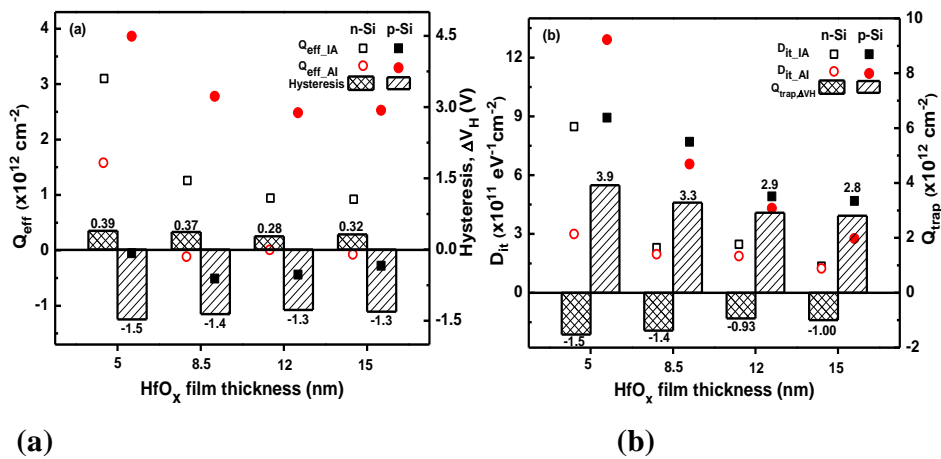 (a)
n-Si p-Si
Q_eff_IA
Q_eff_AI
Hysteresis
4
3
2
1
0
-1
Q_eff (x10^12 cm^-2)
0.39
0.37
0.28
0.32
-1.5
-1.4
-1.3
-1.3
4.5
3.0
1.5
0.0
-1.5
Hysteresis, ΔV_H (V)
5 8.5 12 15
HfO_x film thickness (nm)
(b)
n-Si p-Si
D_it_IA
D_it_AI
Q_trap,ΔVH
12
9
6
3
0
D_it (x10^11 eV^-1cm^-2)
3.9
3.3
2.9
2.8
-1.5
-1.4
-0.93
-1.00
10
8
6
4
2
0
-2
Q_trap (x10^12 cm^-2)
5 8.5 12 15
HfO_x film thickness (nm)
(a) (b)